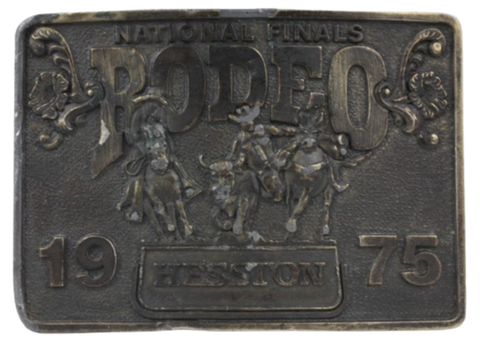 NATIONAL FINALS
RODEO
19 75
HESSTON